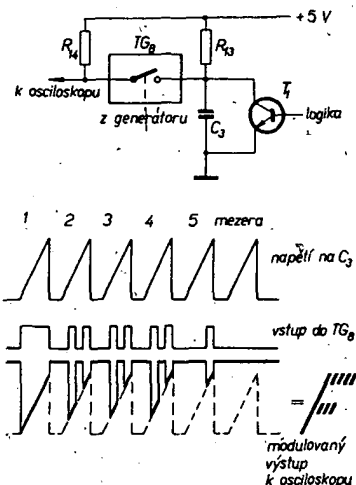 +5 V
R14
TG8
R13
k osciloskopu
z generátoru
C3
T1
logika
1 2 3 4 5 mezera
napětí na C3
vstup do TG8
=
modulovaný
výstup
k osciloskopu